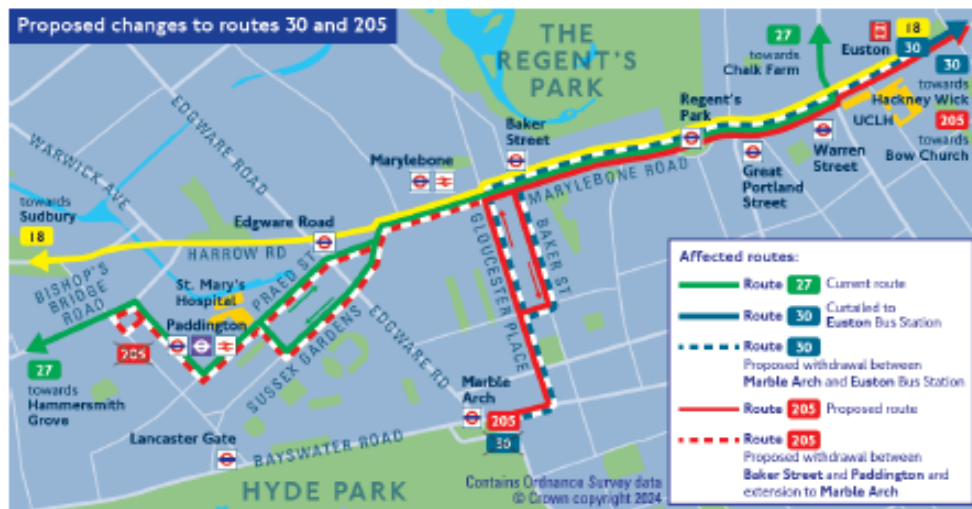 Proposed changes to routes 30 and 205
THE
REGENT'S
PARK
27
towards
Chalk Farm
Euston
18
30
30
towards
Hackney Wick
205
towards
Bow Church
UCLH
Regent's
Park
Warren
Street
Great
Portland
Street
Baker
Street
Marylebone
MARYLEBONE ROAD
EDGWARE ROAD
WARWICK AVE
towards
Sudbury
18
Edgware Road
HARROW RD
BISHOP'S
BRIDGE
ROAD
St. Mary's
Hospital
PRAED ST
Paddington
205
SUSSEX GARDENS
EDGWARE RD
GLOUCESTER PLACE
BAKER ST
27
towards
Hammersmith
Grove
Marble
Arch
205
30
Lancaster Gate
BAYSWATER ROAD
HYDE PARK
Contains Ordnance Survey data
© Crown copyright 2024
Affected routes:
Route 27 Current route
Route 30 Curtailed to
Euston Bus Station
Route 30
Proposed withdrawal between
Marble Arch and Euston Bus Station
Route 205 Proposed route
Route 205
Proposed withdrawal between
Baker Street and Paddington and
extension to Marble Arch